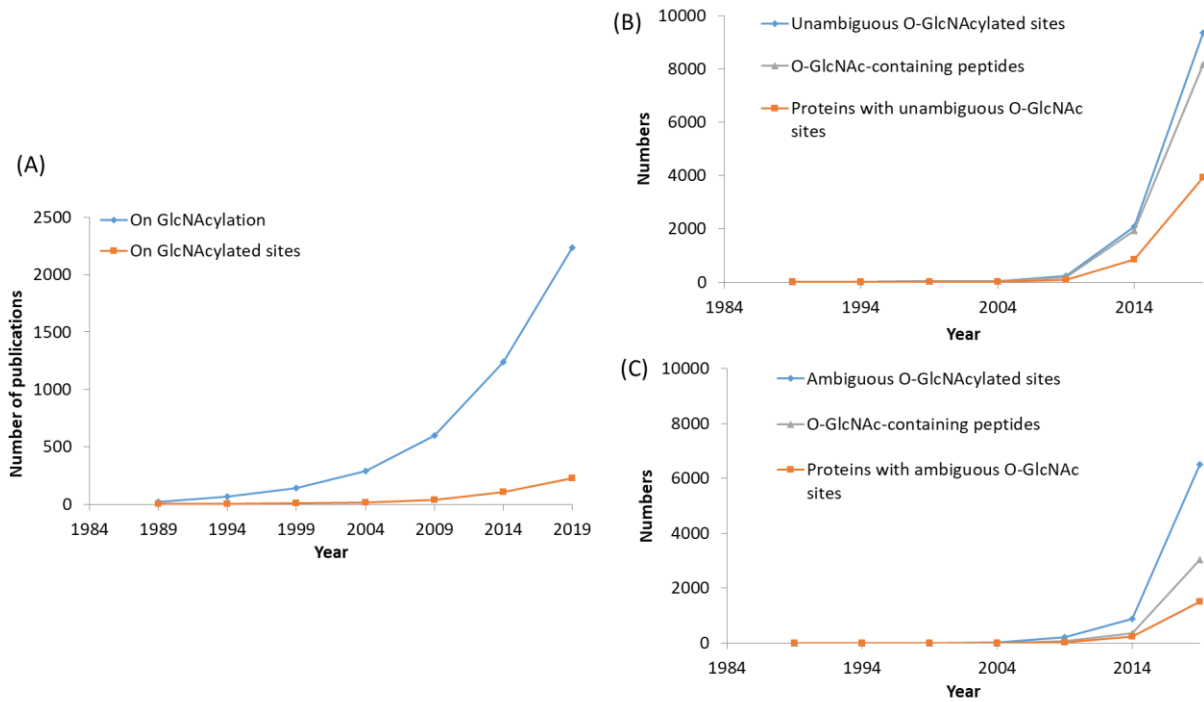 (A)
On GlcNAcylation
On GlcNAcylated sites
2500
2000
1500
1000
500
0
Number of publications
1984 1989 1994 1999 2004 2009 2014 2019
Year
(B)
Unambiguous O-GlcNAcylated sites
O-GlcNAc-containing peptides
Proteins with unambiguous O-GlcNAc
sites
10000
8000
6000
4000
2000
0
Numbers
1984 1994 2004 2014
Year
(C)
Ambiguous O-GlcNAcylated sites
O-GlcNAc-containing peptides
Proteins with ambiguous O-GlcNAc
sites
10000
8000
6000
4000
2000
0
Numbers
1984 1994 2004 2014
Year